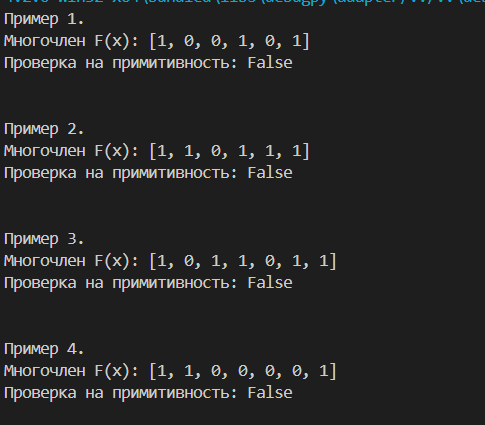 Пример 1.
Многочлен F(x): [1, 0, 0, 1, 0, 1]
Проверка на примитивность: False
Пример 2.
Многочлен F(x): [1, 1, 0, 1, 1, 1]
Проверка на примитивность: False
Пример 3.
Многочлен F(x): [1, 0, 1, 1, 0, 1, 1]
Проверка на примитивность: False
Пример 4.
Многочлен F(x): [1, 1, 0, 0, 0, 0, 1]
Проверка на примитивность: False